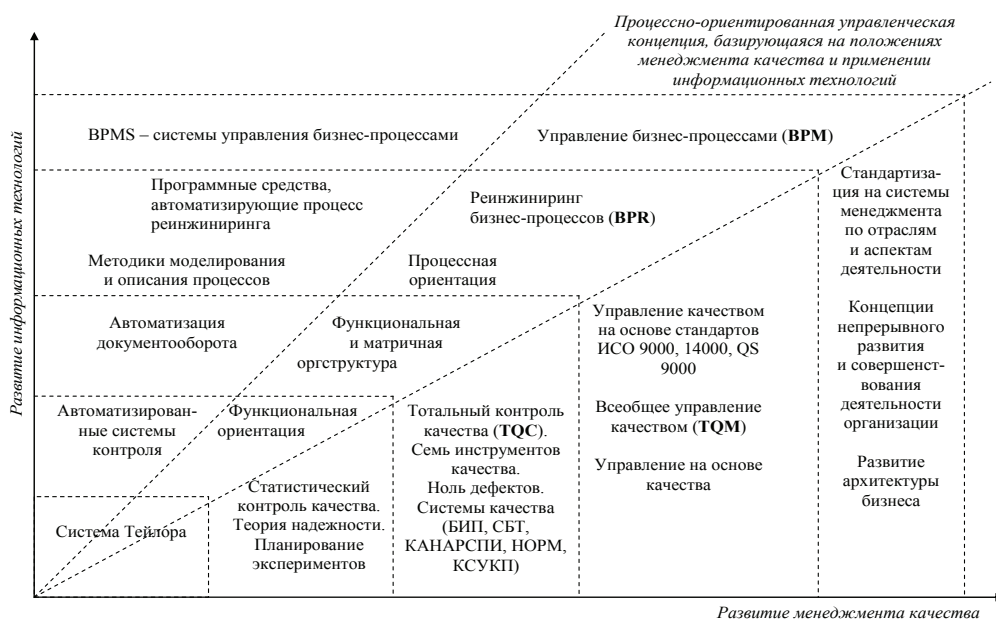 Процессно-ориентированная управленческая
концепция, базирующаяся на положениях
менеджмента качества и применении
информационных технологий
Развитие информационных технологий
BPMS – системы управления бизнес-процессами
Управление бизнес-процессами (BPM)
Программные средства,
автоматизирующие процесс
реинжиниринга
Реинжиниринг
бизнес-процессов (BPR)
Стандартиза-
ция на системы
менеджмента
по отраслям
и аспектам
деятельности
Методики моделирования
и описания процессов
Процессная
ориентация
Автоматизация
документооборота
Функциональная
и матричная
оргструктура
Управление качеством
на основе стандартов
ИСО 9000, 14000, QS
9000
Концепции
непрерывного
развития
и совершенст-
вования
деятельности
организации
Автоматизирован-
ные системы
контроля
Функциональная
ориентация
Тотальный контроль
качества (TQC).
Семь инструментов
качества.
Ноль дефектов.
Системы качества
(БИП, СБТ,
КАНАРСПИ, НОРМ,
КСУКП)
Всеобщее управление
качеством (TQM)
Управление на основе
качества
Развитие
архитектуры
бизнеса
Система Тейлора
Статистический
контроль качества.
Теория надежности.
Планирование
экспериментов
Развитие менеджмента качества